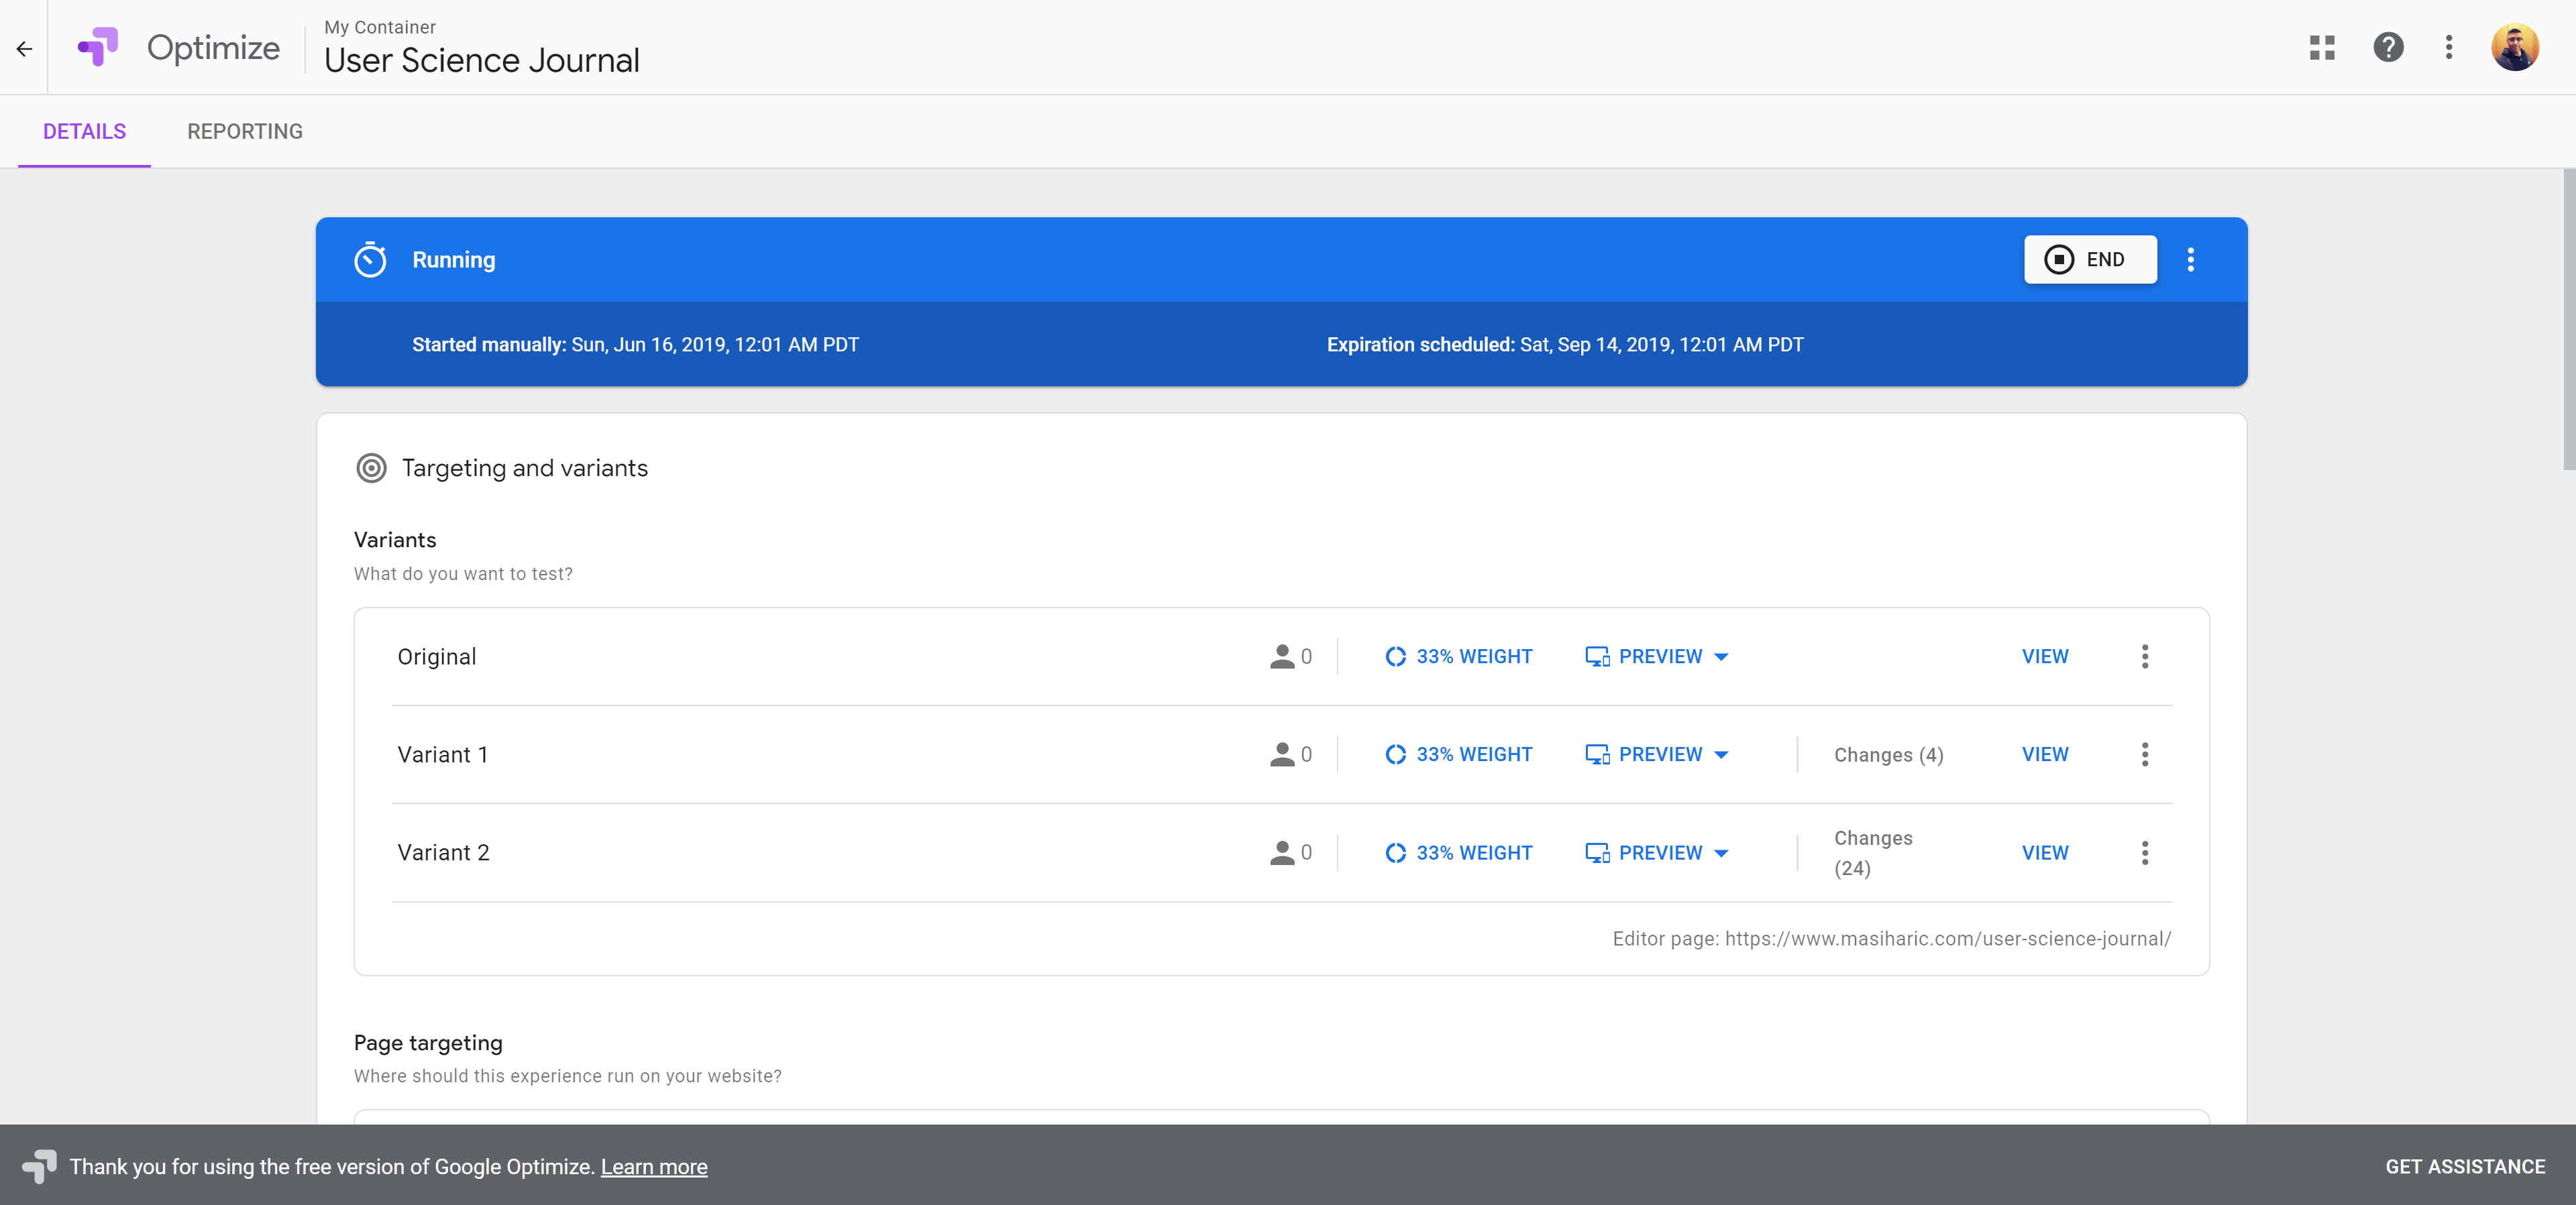 My Container
Optimize
User Science Journal
DETAILS
REPORTING
Running
END
Started manually: Sun, Jun 16, 2019, 12:01 AM PDT
Expiration scheduled: Sat, Sep 14, 2019, 12:01 AM PDT
Targeting and variants
Variants
What do you want to test?
Original 0 33% WEIGHT PREVIEW VIEW
Variant 1 0 33% WEIGHT PREVIEW Changes (4) VIEW
Variant 2 0 33% WEIGHT PREVIEW Changes (24) VIEW
Editor page: https://www.masiharic.com/user-science-journal/
Page targeting
Where should this experience run on your website?
Thank you for using the free version of Google Optimize. Learn more
GET ASSISTANCE